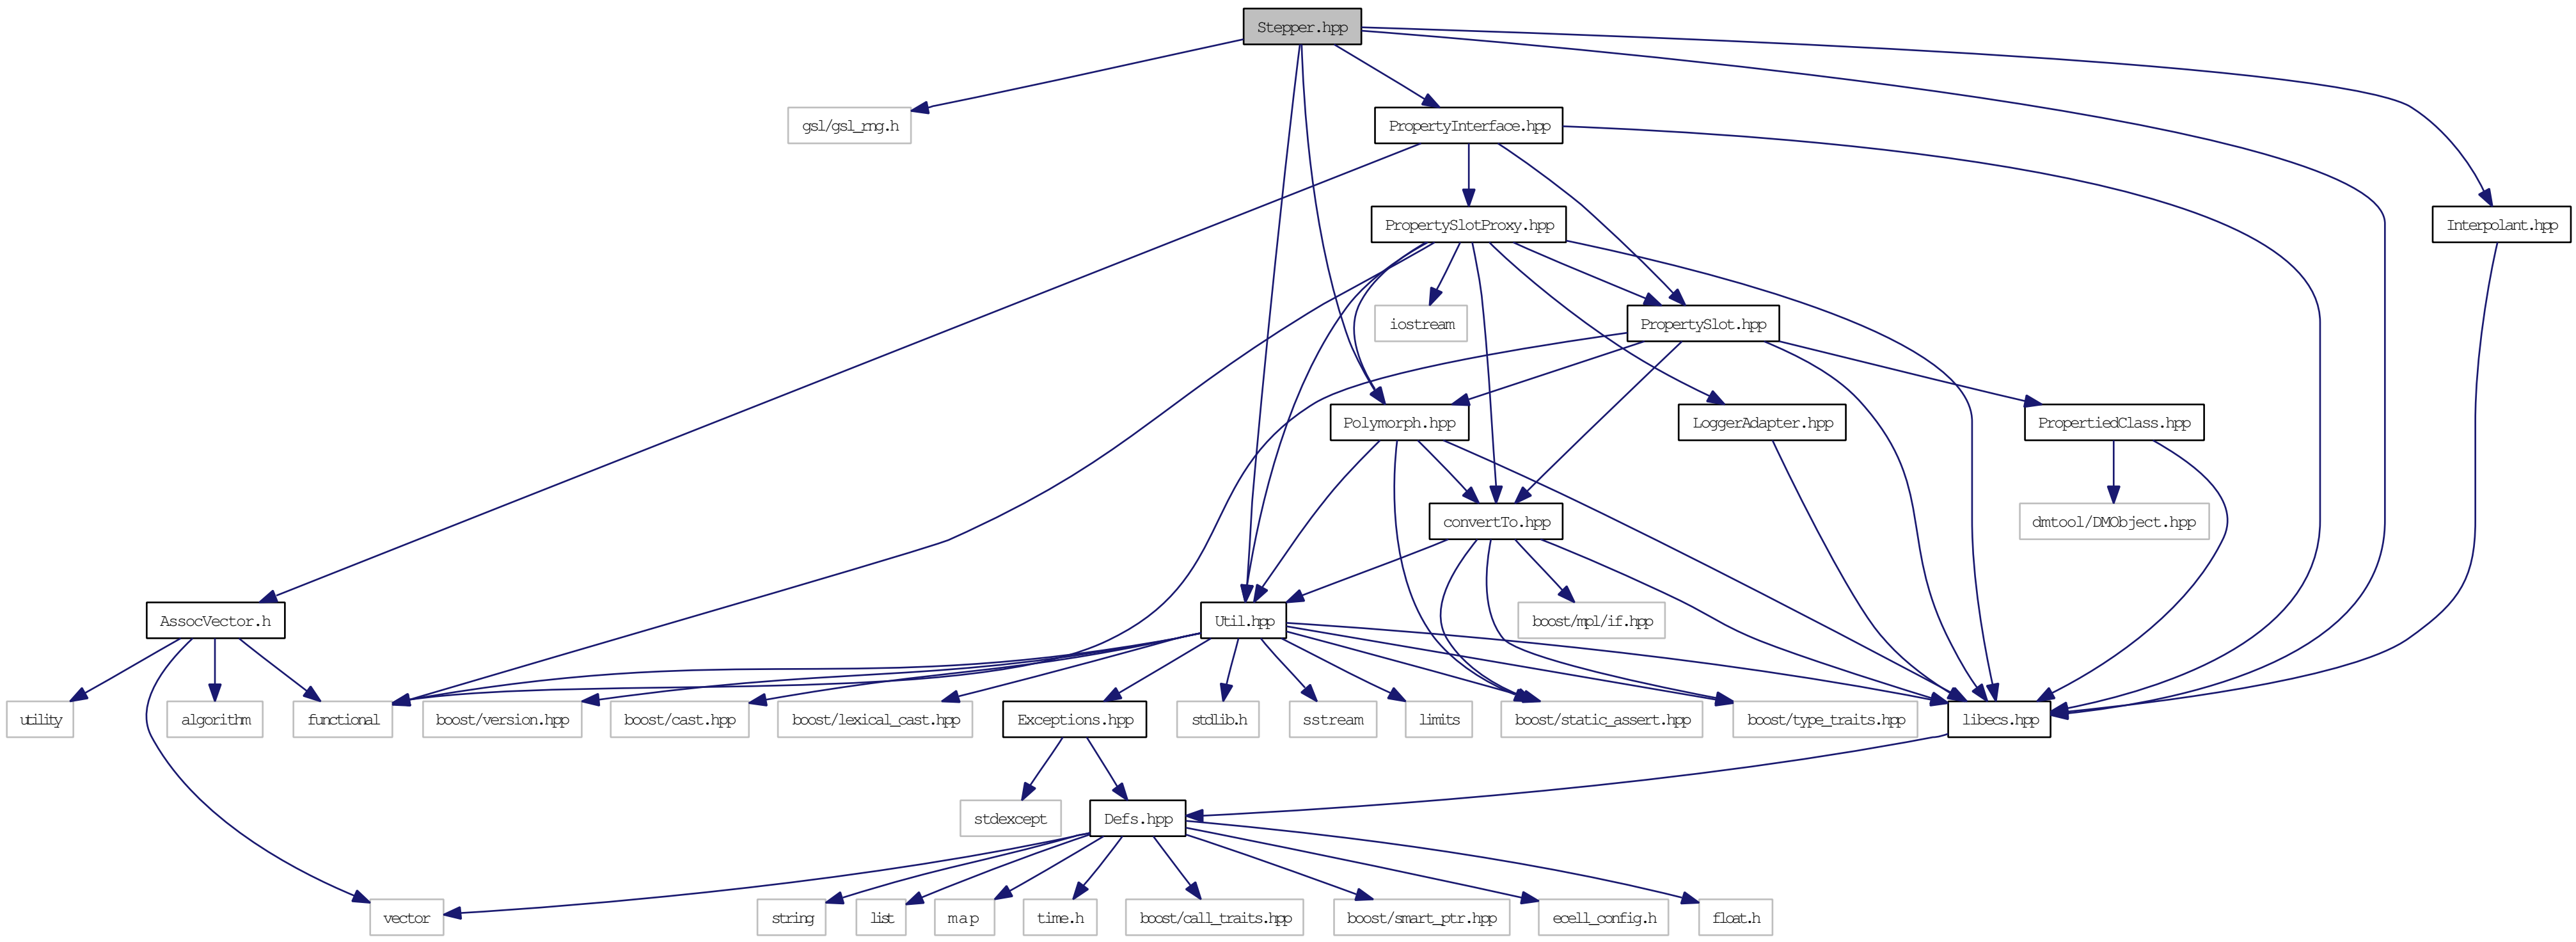 Stepper.hpp
gsl/gsl_rng.h
PropertyInterface.hpp
PropertySlotProxy.hpp
Interpolant.hpp
iostream
PropertySlot.hpp
Polymorph.hpp
LoggerAdapter.hpp
PropertiedClass.hpp
convertTo.hpp
dmtool/DMObject.hpp
AssocVector.h
Util.hpp
boost/mpl/if.hpp
utility
algorithm
functional
boost/version.hpp
boost/cast.hpp
boost/lexical_cast.hpp
Exceptions.hpp
stdlib.h
sstream
limits
boost/static_assert.hpp
boost/type_traits.hpp
libecs.hpp
stdexcept
Defs.hpp
vector
string
list
map
time.h
boost/call_traits.hpp
boost/smart_ptr.hpp
ecell_config.h
float.h